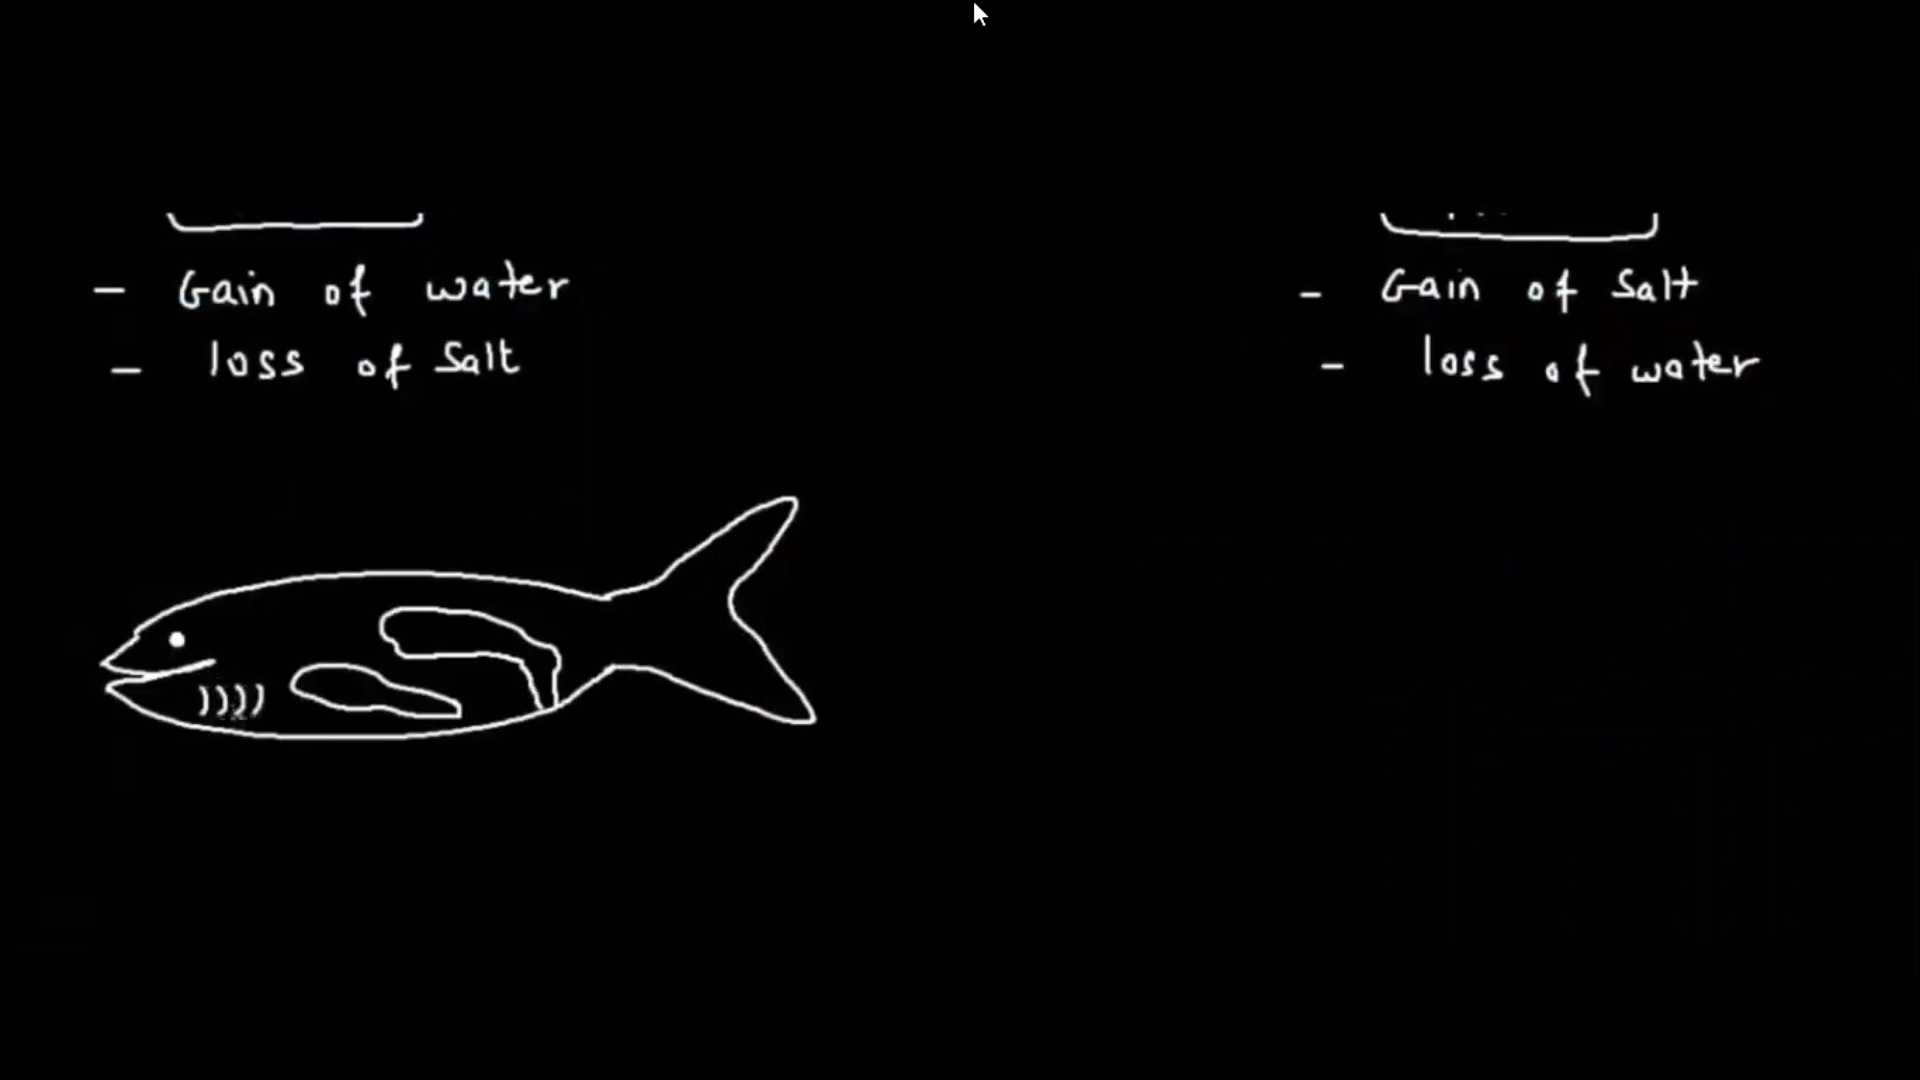 - Gain of water
- loss of Salt
- Gain of Salt
- loss of water